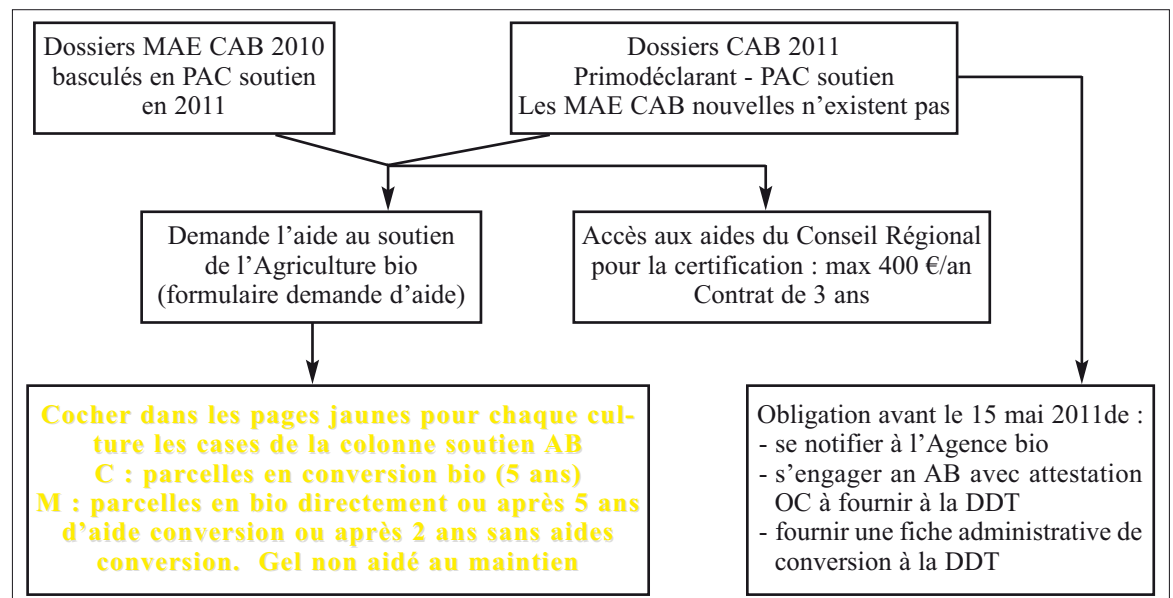 Dossiers MAE CAB 2010
basculés en PAC soutien
en 2011
Dossiers CAB 2011
Primodéclarant - PAC soutien
Les MAE CAB nouvelles n’existent pas
Demande l’aide au soutien
de l’Agriculture bio
(formulaire demande d’aide)
Accès aux aides du Conseil Régional
pour la certification : max 400 €/an
Contrat de 3 ans
Cocher dans les pages jaunes pour chaque cul-
ture les cases de la colonne soutien AB
C : parcelles en conversion bio (5 ans)
M : parcelles en bio directement ou après 5 ans
d’aide conversion ou après 2 ans sans aides
conversion. Gel non aidé au maintien
Obligation avant le 15 mai 2011de :
- se notifier à l’Agence bio
- s’engager an AB avec attestation
OC à fournir à la DDT
- fournir une fiche administrative de
conversion à la DDT